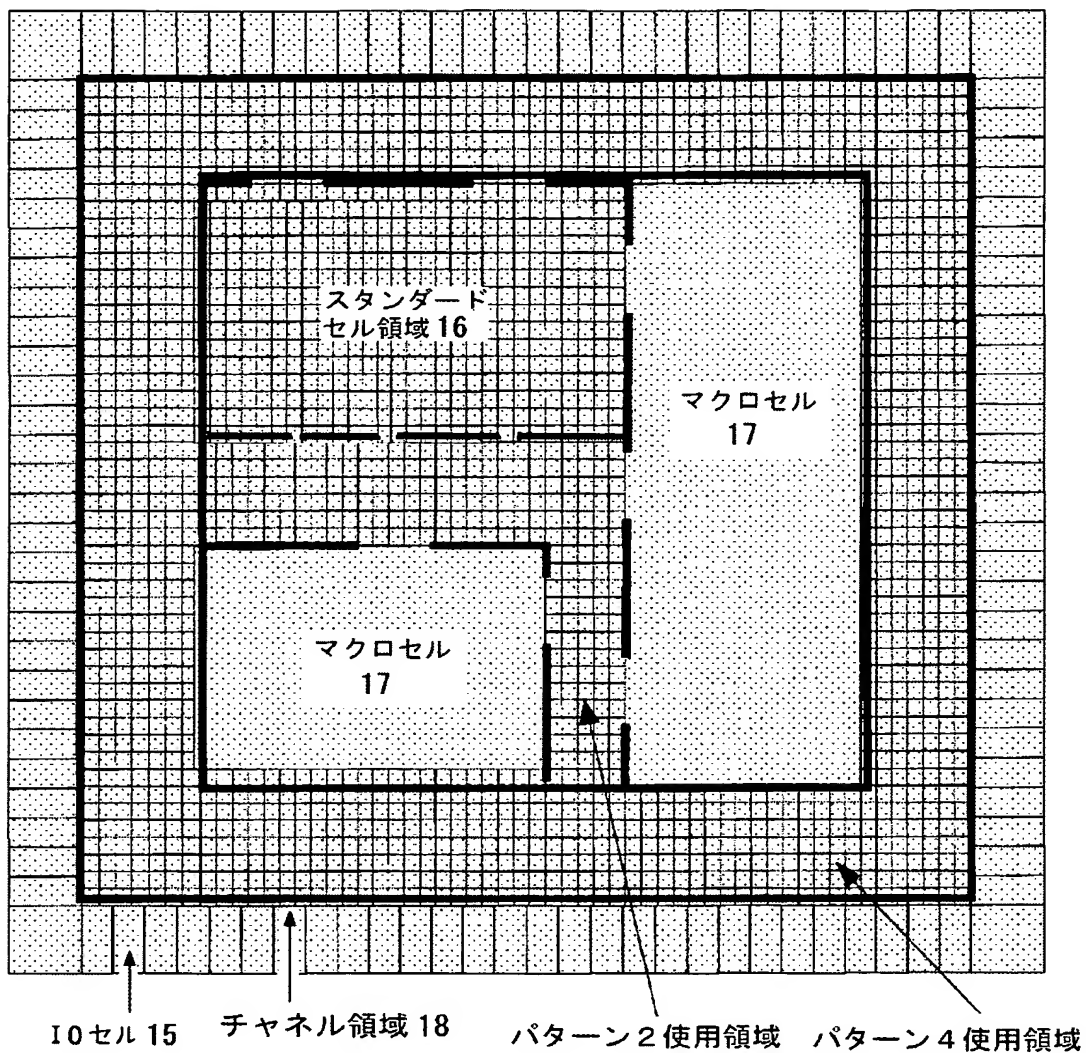 スタンダード
セル領域16
マクロセル
17
マクロセル
17
IOセル15
チャネル領域18
パターン2使用領域
パターン4使用領域